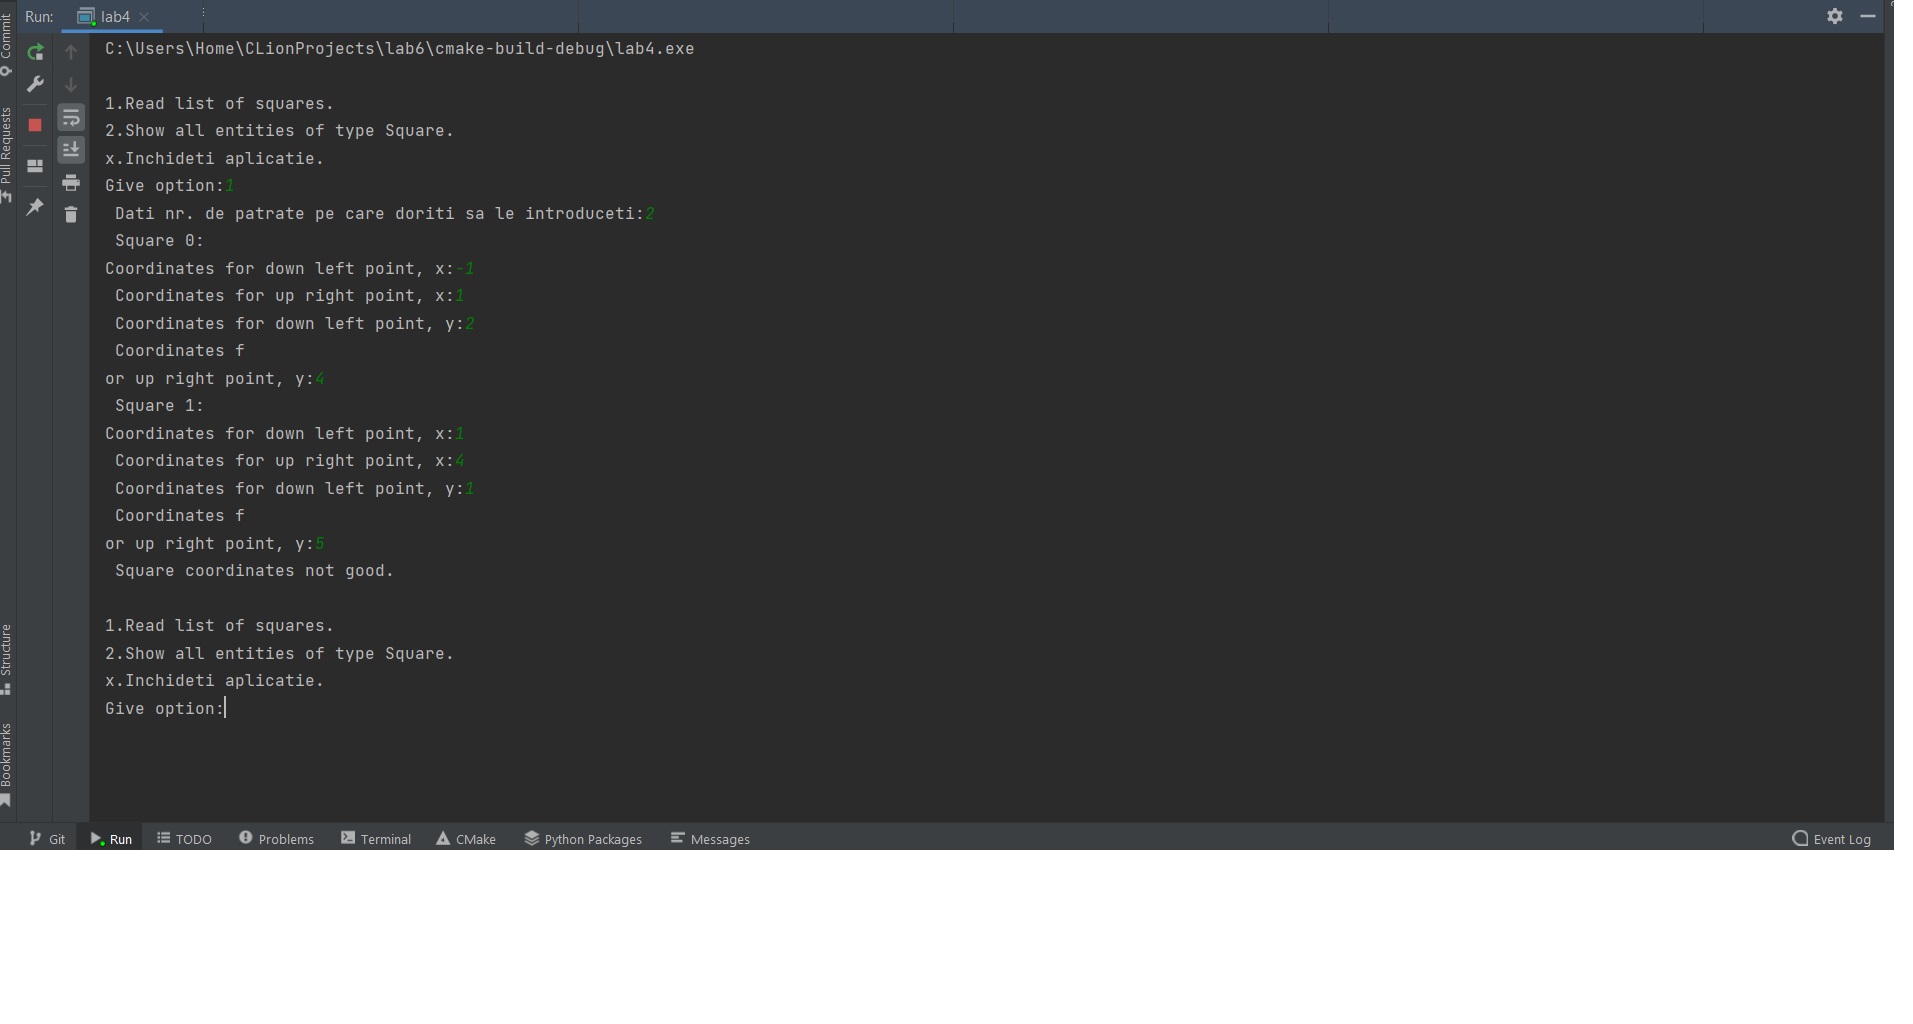 Run: lab4
C:\Users\Home\CLionProjects\lab6\cmake-build-debug\lab4.exe
1.Read list of squares.
2.Show all entities of type Square.
x.Inchideti aplicatie.
Give option:1
Dati nr. de patrate pe care doriti sa le introduceti:2
Square 0:
Coordinates for down left point, x:-1
Coordinates for up right point, x:1
Coordinates for down left point, y:2
Coordinates f
or up right point, y:4
Square 1:
Coordinates for down left point, x:1
Coordinates for up right point, x:4
Coordinates for down left point, y:1
Coordinates f
or up right point, y:5
Square coordinates not good.
1.Read list of squares.
2.Show all entities of type Square.
x.Inchideti aplicatie.
Give option:
Commit
Pull Requests
Structure
Bookmarks
Git Run TODO Problems Terminal CMake Python Packages Messages Event Log